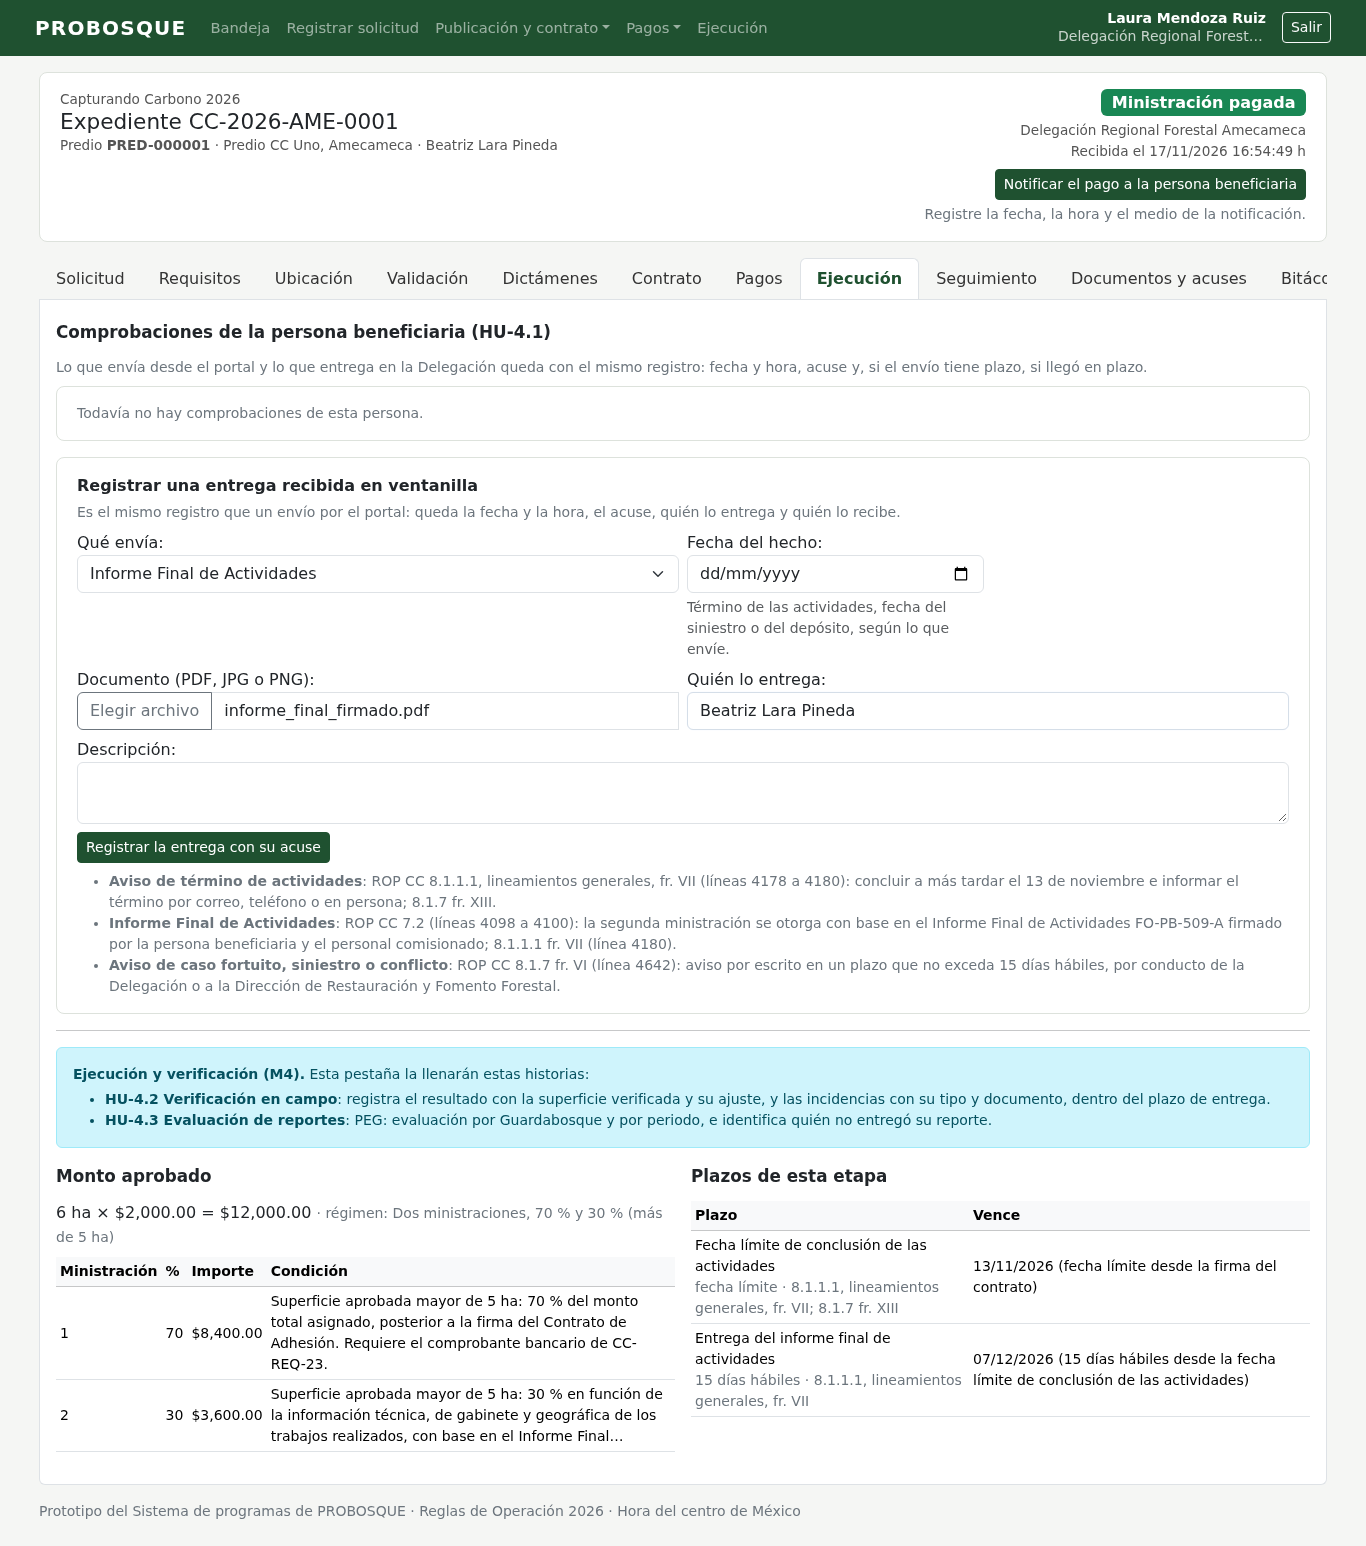 PROBOSQUE
Bandeja
Registrar solicitud
Publicación y contrato
Pagos
Ejecución
Laura Mendoza Ruiz
Delegación Regional Forest...
Salir
Capturando Carbono 2026
Expediente CC-2026-AME-0001
Predio PRED-000001 · Predio CC Uno, Amecameca · Beatriz Lara Pineda
Ministración pagada
Delegación Regional Forestal Amecameca
Recibida el 17/11/2026 16:54:49 h
Notificar el pago a la persona beneficiaria
Registre la fecha, la hora y el medio de la notificación.
Solicitud
Requisitos
Ubicación
Validación
Dictámenes
Contrato
Pagos
Ejecución
Seguimiento
Documentos y acuses
Bitáco
Comprobaciones de la persona beneficiaria (HU-4.1)
Lo que envía desde el portal y lo que entrega en la Delegación queda con el mismo registro: fecha y hora, acuse y, si el envío tiene plazo, si llegó en plazo.
Todavía no hay comprobaciones de esta persona.
Registrar una entrega recibida en ventanilla
Es el mismo registro que un envío por el portal: queda la fecha y la hora, el acuse, quién lo entrega y quién lo recibe.
Qué envía:
Informe Final de Actividades
Fecha del hecho:
dd/mm/yyyy
Término de las actividades, fecha del
siniestro o del depósito, según lo que
envíe.
Documento (PDF, JPG o PNG):
Elegir archivo
informe_final_firmado.pdf
Quién lo entrega:
Beatriz Lara Pineda
Descripción:
Registrar la entrega con su acuse
• Aviso de término de actividades: ROP CC 8.1.1.1, lineamientos generales, fr. VII (líneas 4178 a 4180): concluir a más tardar el 13 de noviembre e informar el
término por correo, teléfono o en persona; 8.1.7 fr. XIII.
• Informe Final de Actividades: ROP CC 7.2 (líneas 4098 a 4100): la segunda ministración se otorga con base en el Informe Final de Actividades FO-PB-509-A firmado
por la persona beneficiaria y el personal comisionado; 8.1.1.1 fr. VII (línea 4180).
• Aviso de caso fortuito, siniestro o conflicto: ROP CC 8.1.7 fr. VI (línea 4642): aviso por escrito en un plazo que no exceda 15 días hábiles, por conducto de la
Delegación o a la Dirección de Restauración y Fomento Forestal.
Ejecución y verificación (M4). Esta pestaña la llenarán estas historias:
• HU-4.2 Verificación en campo: registra el resultado con la superficie verificada y su ajuste, y las incidencias con su tipo y documento, dentro del plazo de entrega.
• HU-4.3 Evaluación de reportes: PEG: evaluación por Guardabosque y por periodo, e identifica quién no entregó su reporte.
Monto aprobado
6 ha × $2,000.00 = $12,000.00 · régimen: Dos ministraciones, 70 % y 30 % (más
de 5 ha)
Ministración % Importe Condición
1 70 $8,400.00 Superficie aprobada mayor de 5 ha: 70 % del monto
total asignado, posterior a la firma del Contrato de
Adhesión. Requiere el comprobante bancario de CC-
REQ-23.
2 30 $3,600.00 Superficie aprobada mayor de 5 ha: 30 % en función de
la información técnica, de gabinete y geográfica de los
trabajos realizados, con base en el Informe Final...
Plazos de esta etapa
Plazo Vence
Fecha límite de conclusión de las
actividades
fecha límite · 8.1.1.1, lineamientos
generales, fr. VII; 8.1.7 fr. XIII
13/11/2026 (fecha límite desde la firma del
contrato)
Entrega del informe final de
actividades
15 días hábiles · 8.1.1.1, lineamientos
generales, fr. VII
07/12/2026 (15 días hábiles desde la fecha
límite de conclusión de las actividades)
Prototipo del Sistema de programas de PROBOSQUE · Reglas de Operación 2026 · Hora del centro de México